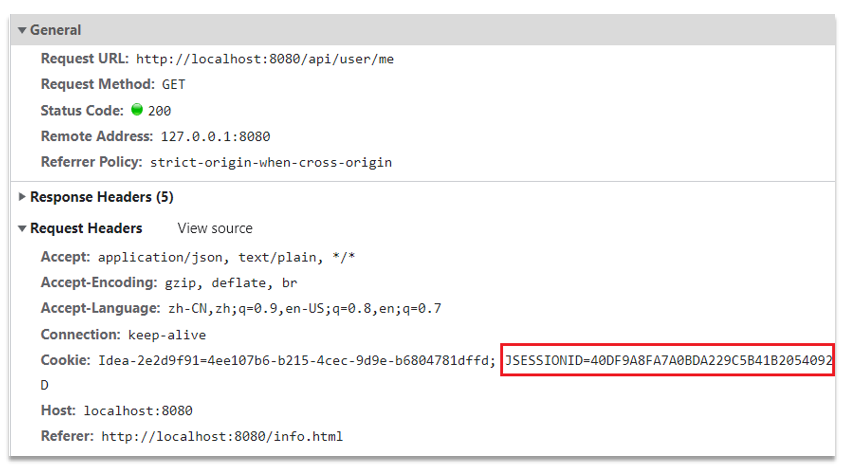 General
Request URL: http://localhost:8080/api/user/me
Request Method: GET
Status Code: 200
Remote Address: 127.0.0.1:8080
Referrer Policy: strict-origin-when-cross-origin
Response Headers (5)
Request Headers View source
Accept: application/json, text/plain, */*
Accept-Encoding: gzip, deflate, br
Accept-Language: zh-CN,zh;q=0.9,en-US;q=0.8,en;q=0.7
Connection: keep-alive
Cookie: Idea-2e2d9f91=4ee107b6-b215-4cec-9d9e-b6804781dffd; JSESSIONID=40DF9A8FA7A0BDA229C5B41B2054092
D
Host: localhost:8080
Referer: http://localhost:8080/info.html